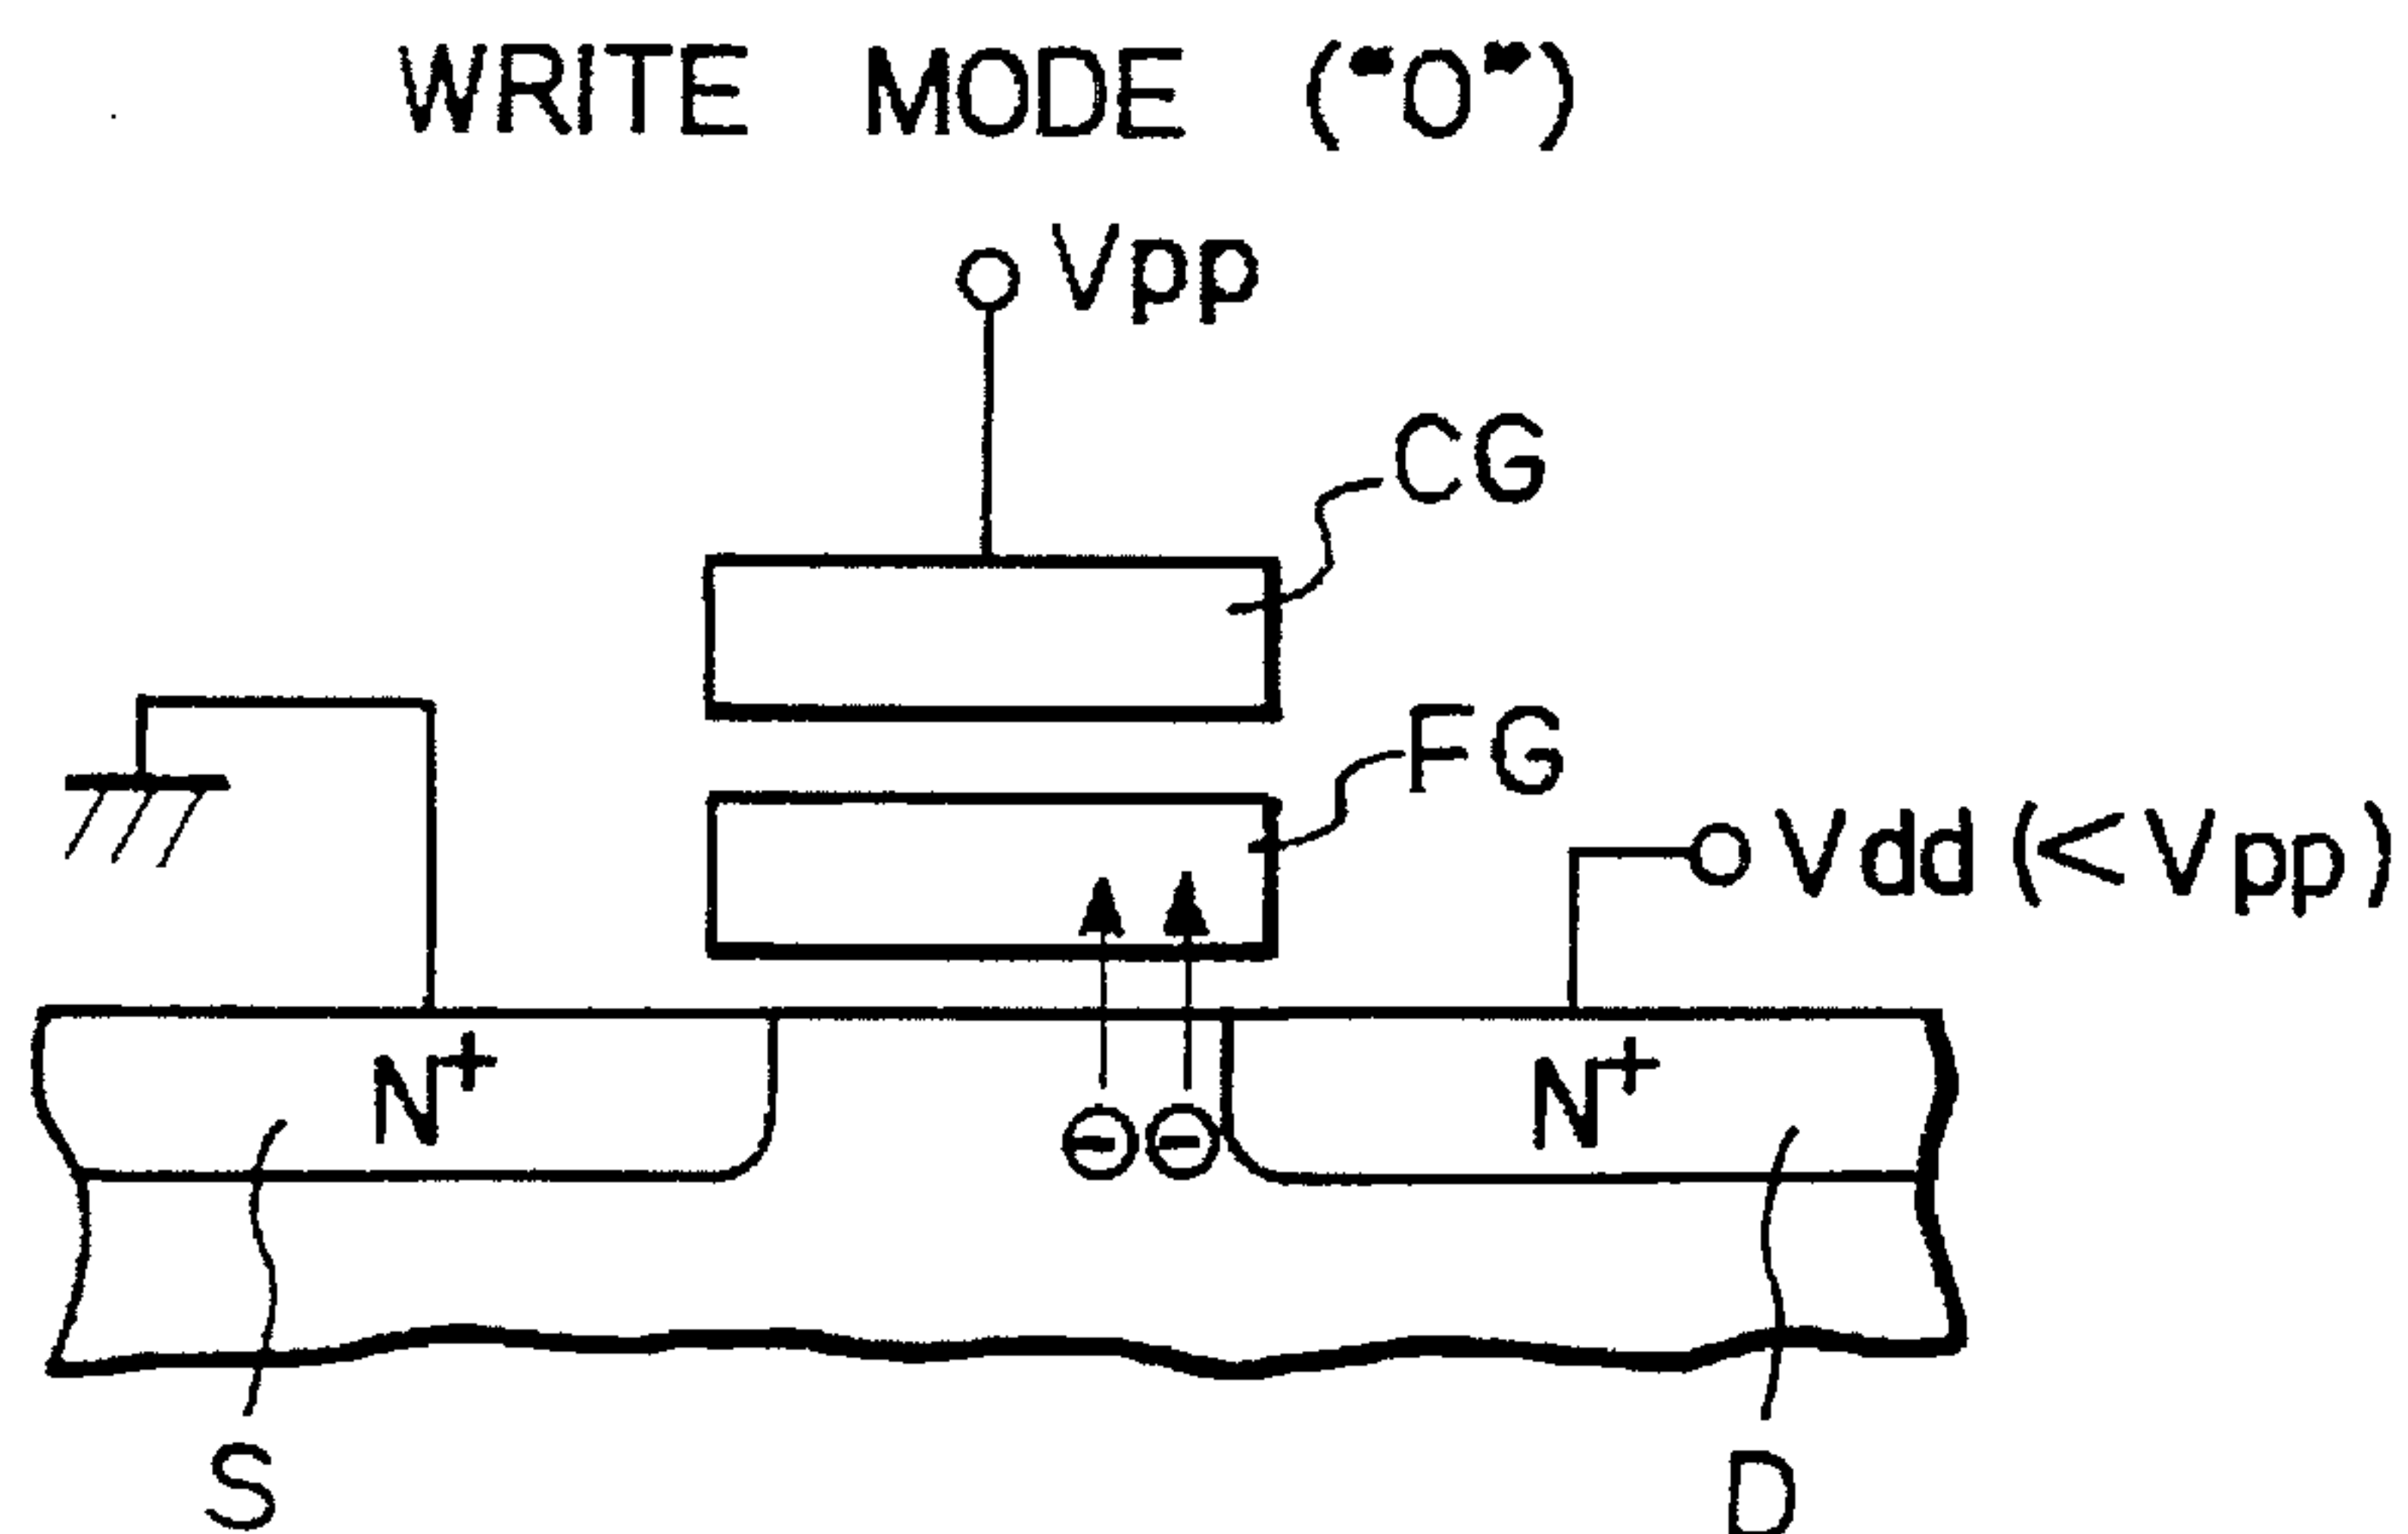 WRITE MODE ("0")
Vpp
CG
FG
Vdd (< Vpp)
N+
N+
⊖⊖
S
D